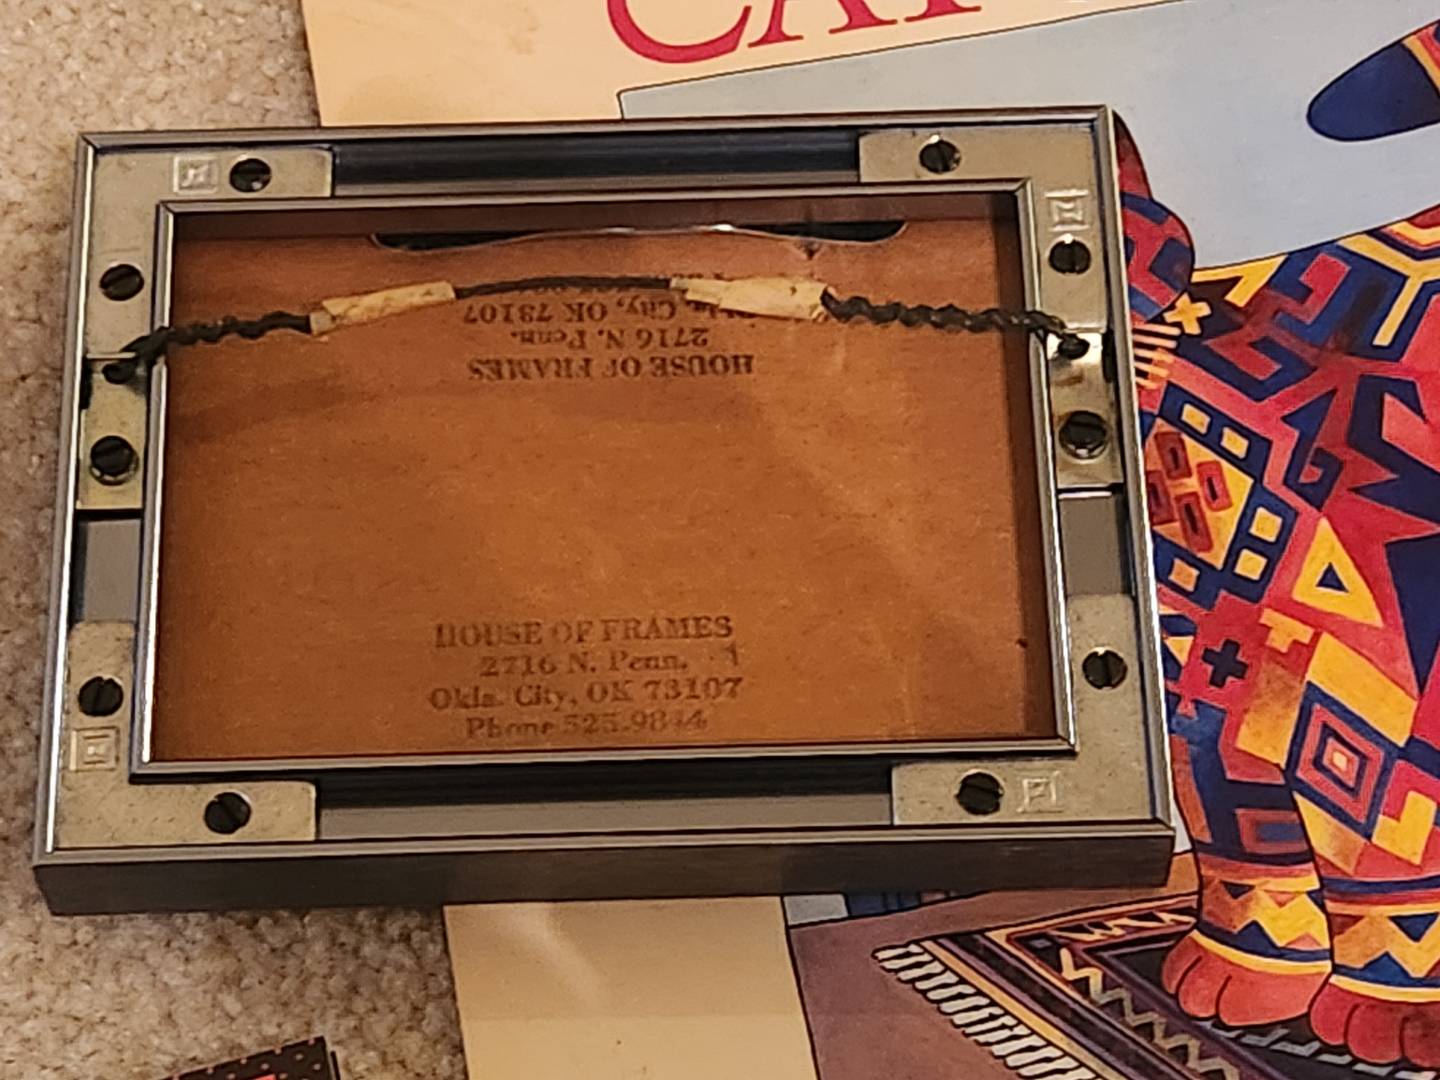 CAT
City, OK 73107
2716 N. Penn.
HOUSE OF FRAMES
HOUSE OF FRAMES
2716 N. Penn.
Okla. City, OK 73107
Phone 525-9844